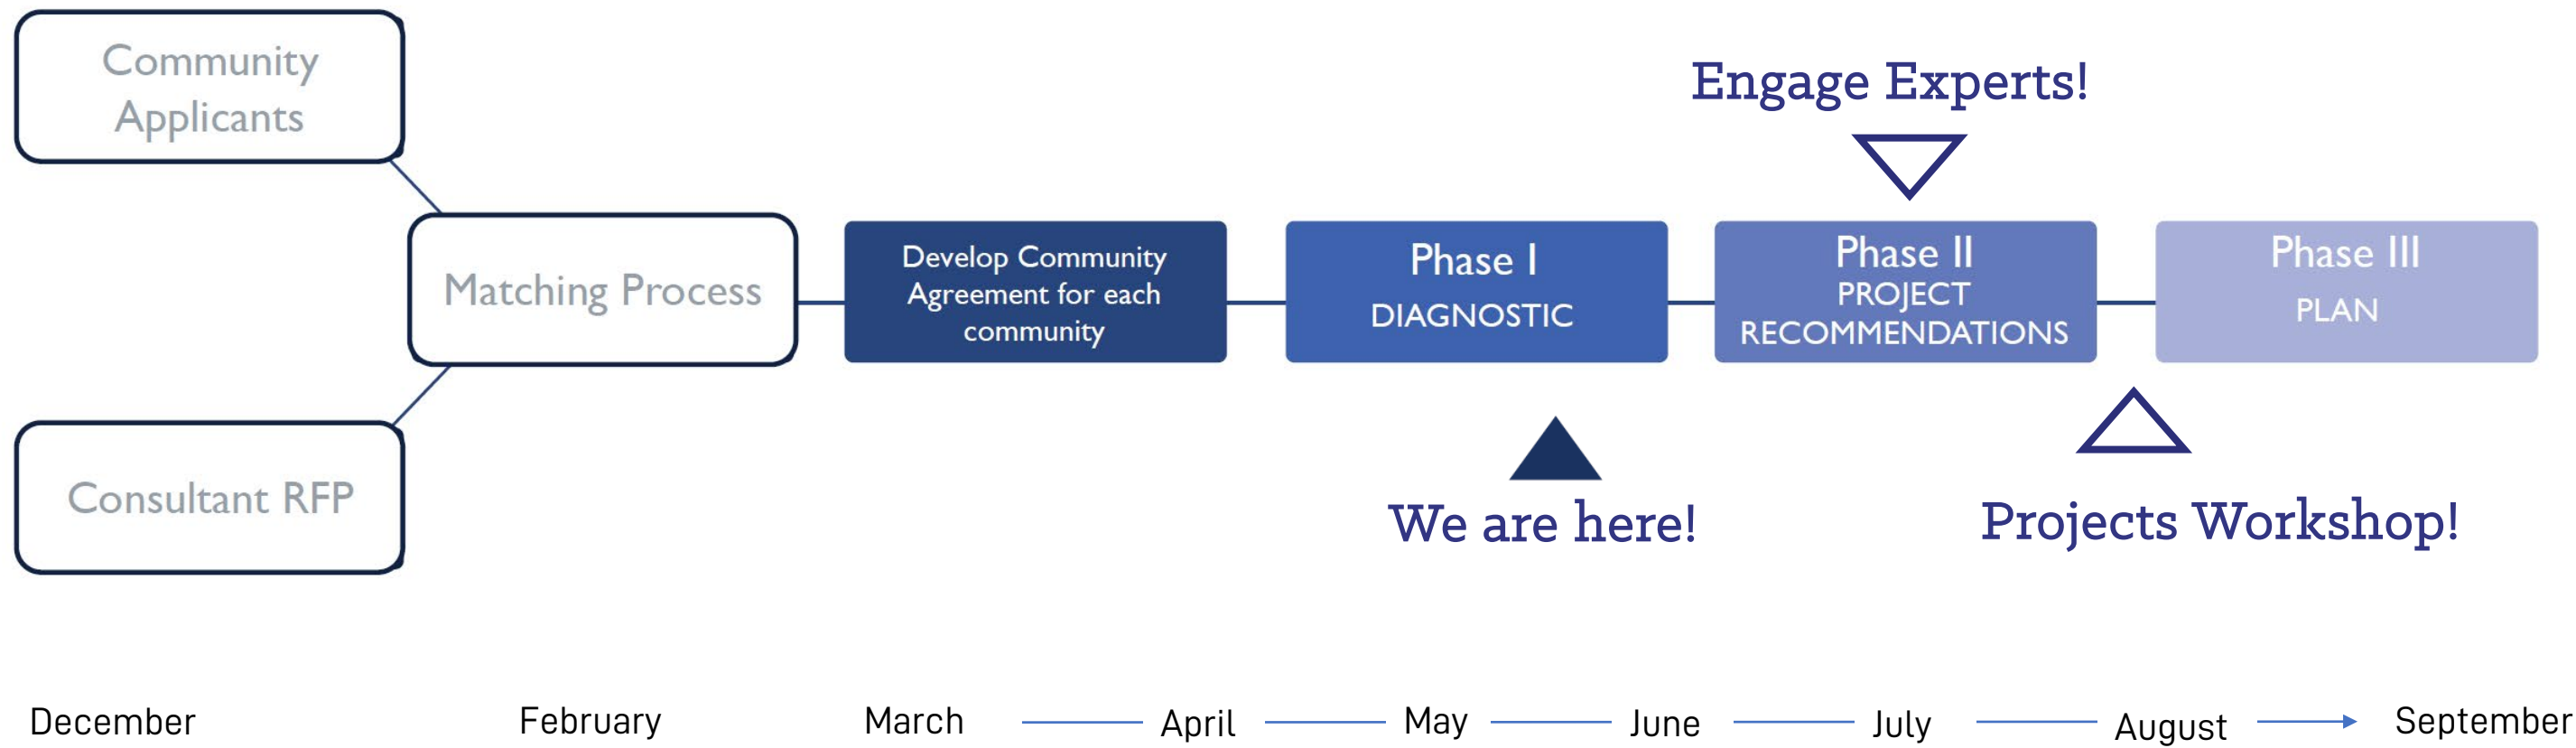 Community
Applicants
Engage Experts!
Matching Process
Develop Community
Agreement for each
community
Phase I
DIAGNOSTIC
Phase II
PROJECT
RECOMMENDATIONS
Phase III
PLAN
Consultant RFP
We are here!
Projects Workshop!
December February March April May June July August September